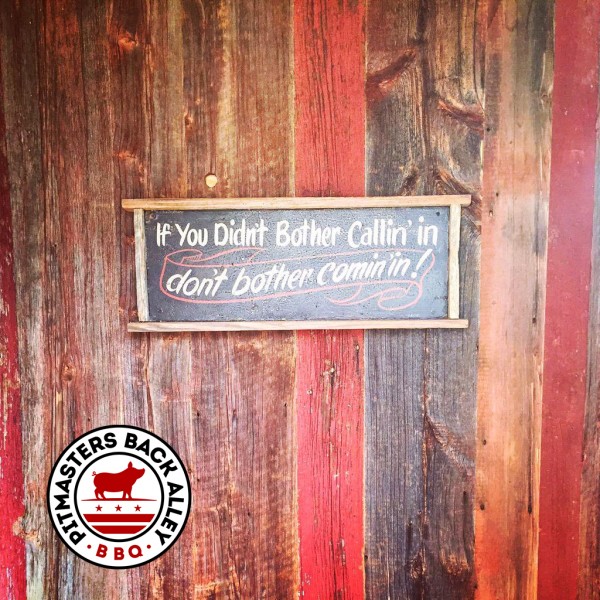 If You Didn't Bother Callin' in
don't bother comin' in!
PITMASTERS BACK ALLEY
· BBQ ·